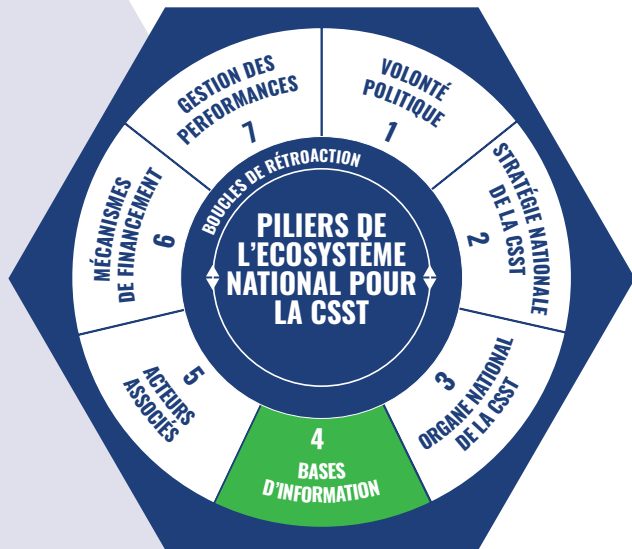 BOUCLES DE RÉTROACTION
PILIERS DE
L'ECOSYSTÈME
NATIONAL POUR
LA CSST
VOLONTÉ
POLITIQUE
1
STRATÉGIE NATIONALE
DE LA CSST
2
3
ORGANE NATIONAL
DE LA CSST
4
BASES
D'INFORMATION
5
ACTEURS
ASSOCIÉS
MÉCANISMES
DE FINANCEMENT
6
GESTION DES
PERFORMANCES
7